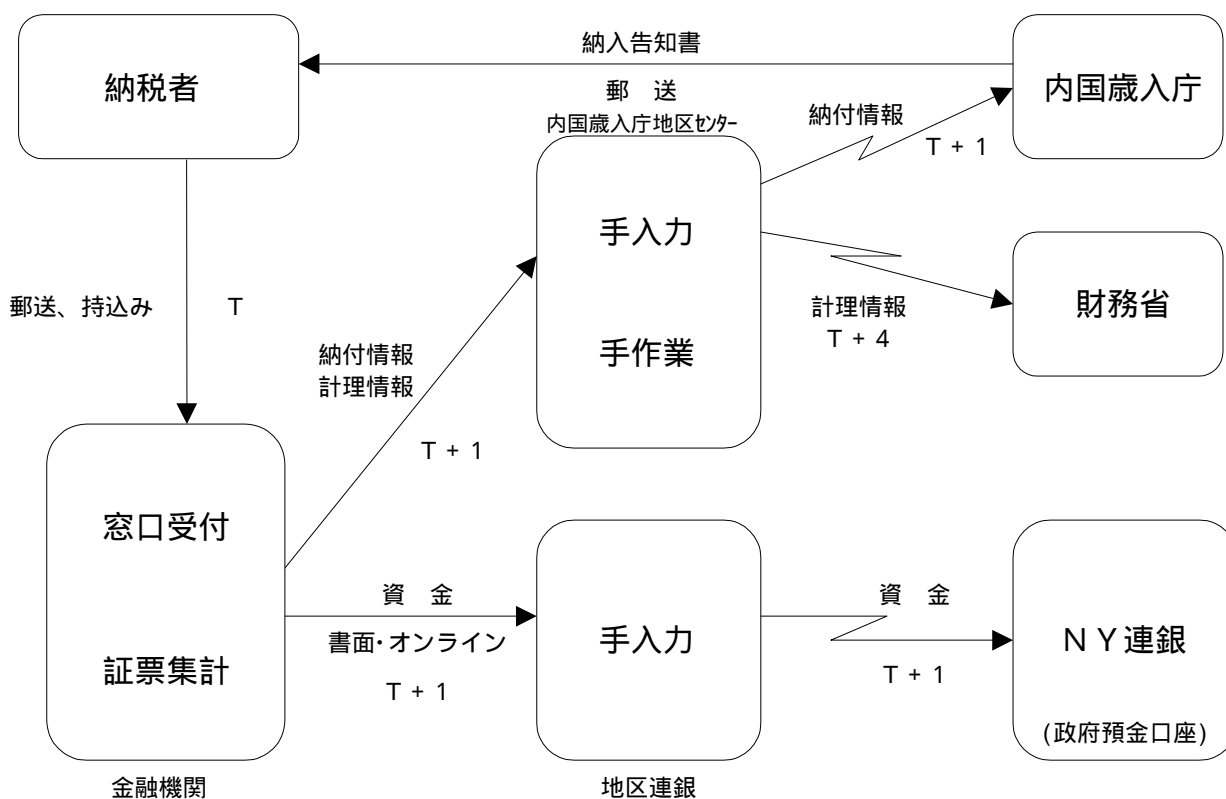 納入告知書
納税者
内国歳入庁
郵　送
内国歳入庁地区ｾﾝﾀｰ
納付情報
Ｔ + 1
手入力
郵送、持込み
Ｔ
財務省
計理情報
Ｔ + 4
手作業
納付情報
計理情報
Ｔ + 1
窓口受付
資　金
書面･オンライン
Ｔ + 1
手入力
資　金
Ｔ + 1
ＮＹ連銀
(政府預金口座)
証票集計
金融機関
地区連銀